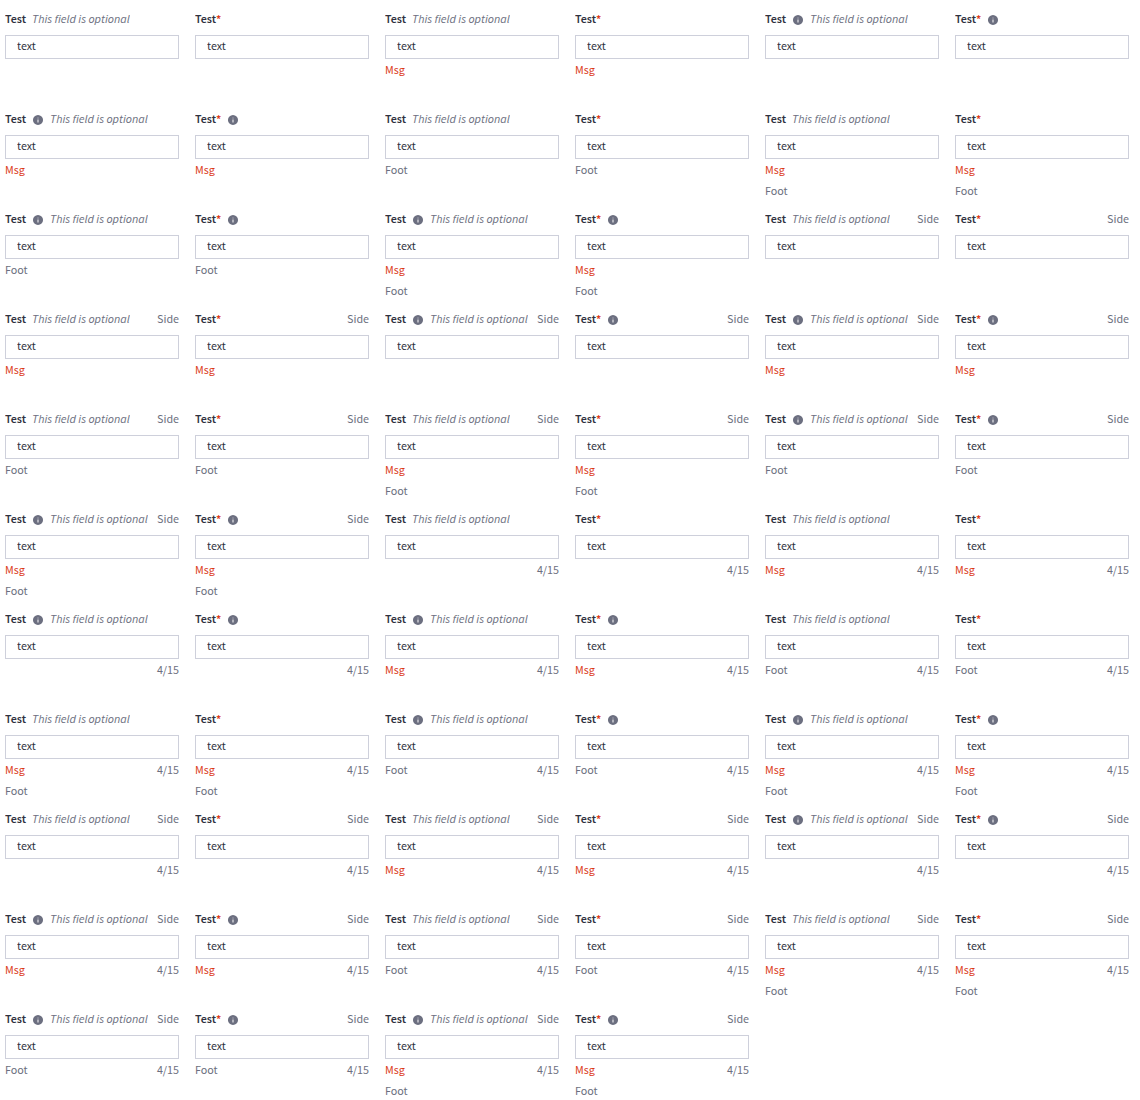 Test This field is optional Test* Test This field is optional Test* Test This field is optional Test*
text text text text text text
Msg Msg
Test This field is optional Test* Test This field is optional Test* Test This field is optional Test*
text text text text text text
Msg Msg Foot Foot Msg Msg
Foot Foot
Test This field is optional Test* Test This field is optional Test* Test This field is optional Side Test* Side
text text text text text text
Foot Foot Msg Msg
Foot Foot
Test This field is optional Side Test* Side Test This field is optional Side Test* Side Test This field is optional Side Test* Side
text text text text text text
Msg Msg Msg Msg
Test This field is optional Side Test* Side Test This field is optional Side Test* Side Test This field is optional Side Test* Side
text text text text text text
Foot Foot Msg Msg Foot Foot
Foot Foot
Test This field is optional Side Test* Side Test This field is optional Test* Test This field is optional Test*
text text text text text text
Msg Msg 4/15 4/15 Msg 4/15 Msg 4/15
Foot Foot
Test This field is optional Test* Test This field is optional Test* Test This field is optional Test*
text text text text text text
4/15 4/15 Msg 4/15 Msg 4/15 Foot 4/15 Foot 4/15
Test This field is optional Test* Test This field is optional Test* Test This field is optional Test*
text text text text text text
Msg 4/15 Msg 4/15 Foot 4/15 Foot 4/15 Msg 4/15 Msg 4/15
Foot Foot Foot Foot
Test This field is optional Side Test* Side Test This field is optional Side Test* Side Test This field is optional Side Test* Side
text text text text text text
4/15 4/15 Msg 4/15 Msg 4/15 4/15 4/15
Test This field is optional Side Test* Side Test This field is optional Side Test* Side Test This field is optional Side Test* Side
text text text text text text
Msg 4/15 Msg 4/15 Foot 4/15 Foot 4/15 Msg 4/15 Msg 4/15
Foot Foot
Test This field is optional Side Test* Side Test This field is optional Side Test* Side
text text text text
Foot 4/15 Foot 4/15 Msg 4/15 Msg 4/15
Foot Foot